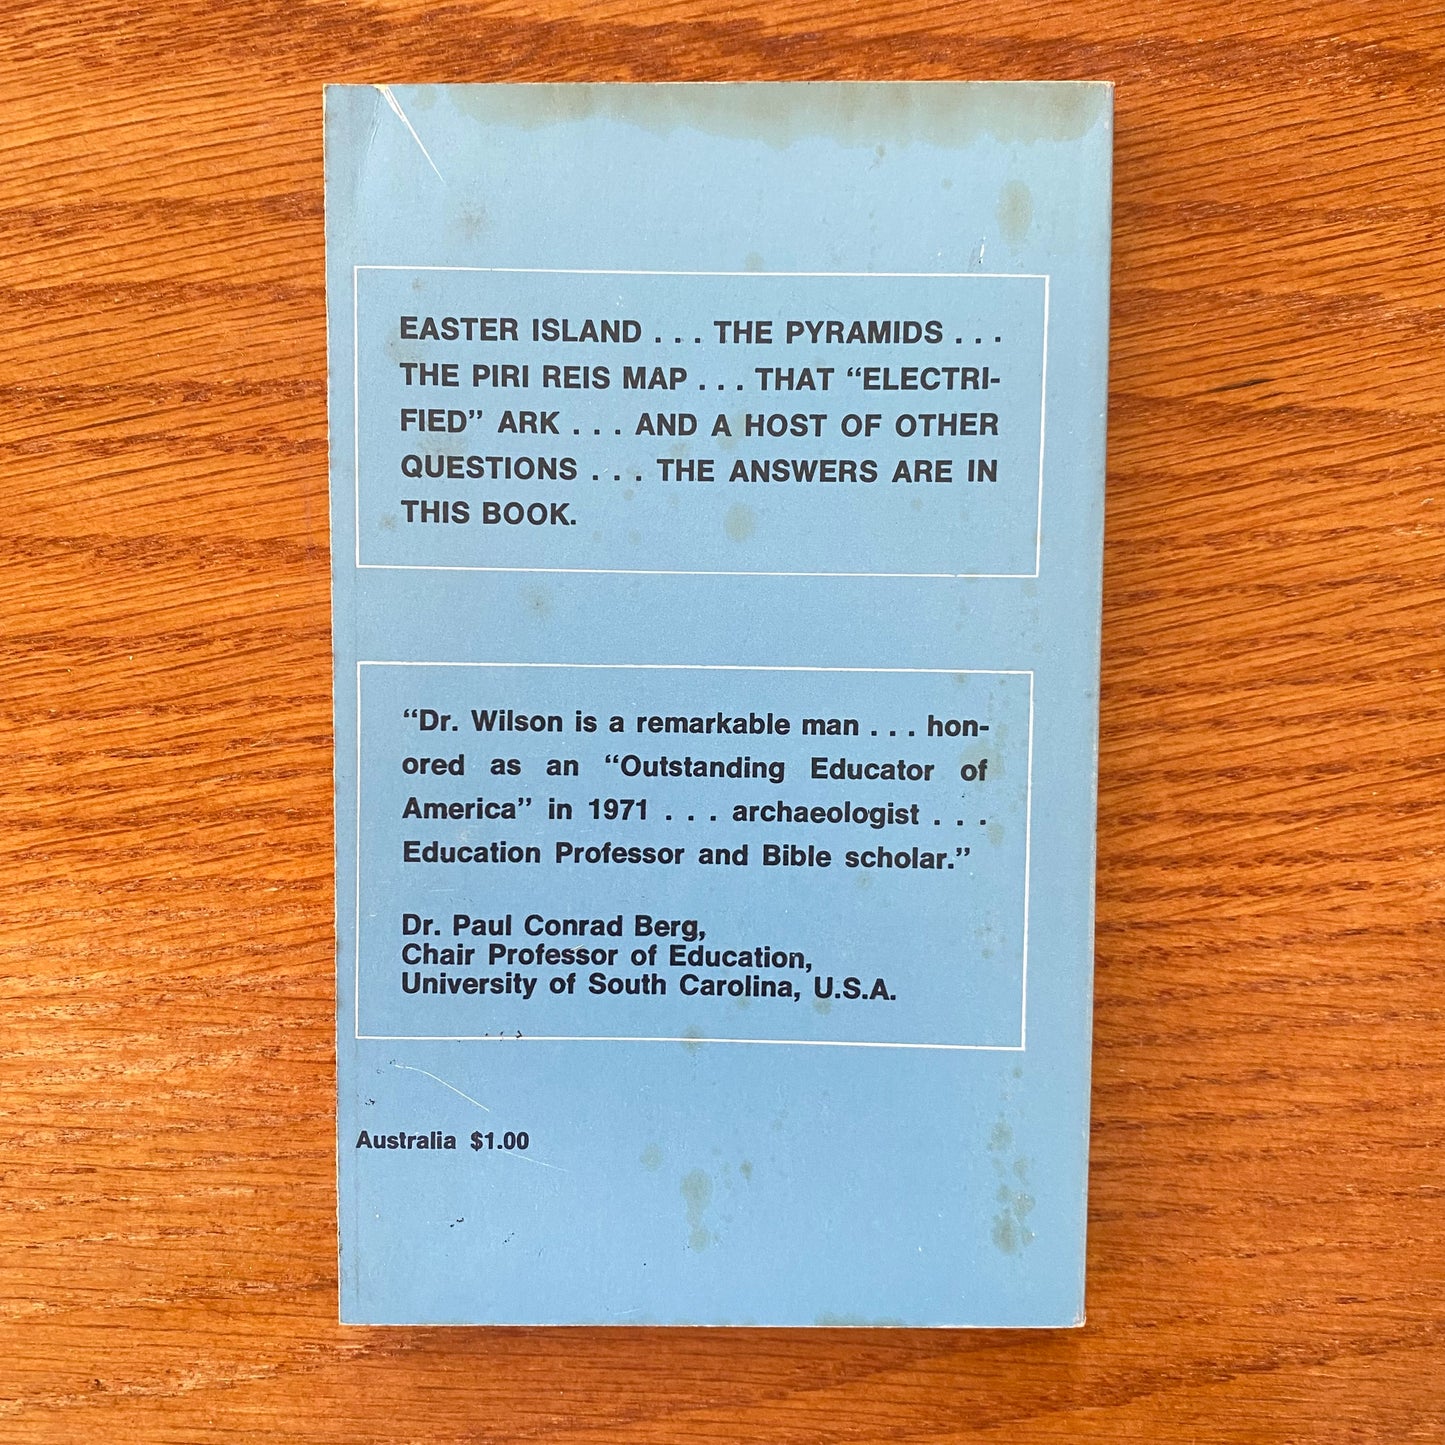 EASTER ISLAND . . . THE PYRAMIDS . . .
THE PIRI REIS MAP . . . THAT “ELECTRI-
FIED” ARK . . . AND A HOST OF OTHER
QUESTIONS . . . THE ANSWERS ARE IN
THIS BOOK.
“Dr. Wilson is a remarkable man . . . hon-
ored as an “Outstanding Educator of
America” in 1971 . . . archaeologist . . .
Education Professor and Bible scholar.”
Dr. Paul Conrad Berg,
Chair Professor of Education,
University of South Carolina, U.S.A.
Australia $1.00